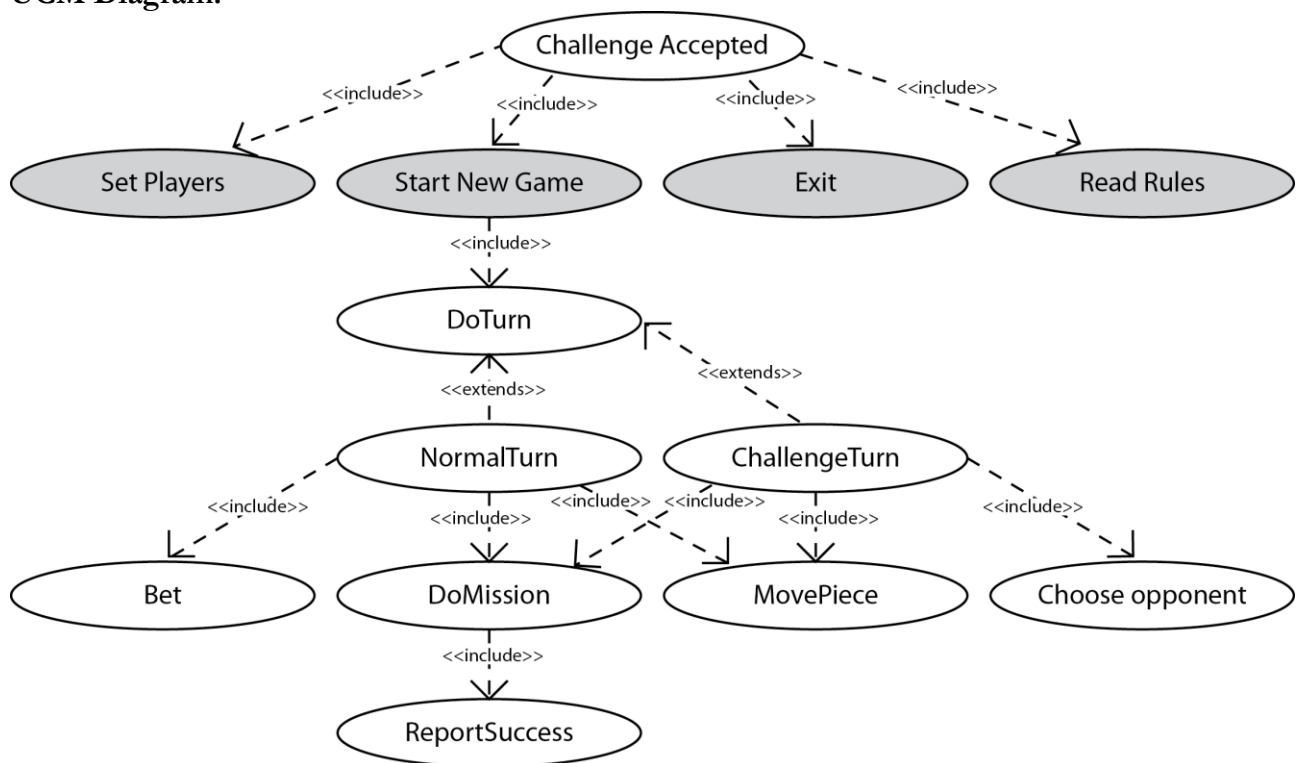 UCM Diagram:
Challenge Accepted
<<include>>
<<include>>
<<include>>
<<include>>
Set Players
Start New Game
Exit
Read Rules
<<include>>
DoTurn
<<extends>>
<<extends>>
NormalTurn
ChallengeTurn
<<include>>
<<include>>
<<include>>
<<include>>
<<include>>
<<include>>
Bet
DoMission
MovePiece
Choose opponent
<<include>>
ReportSuccess